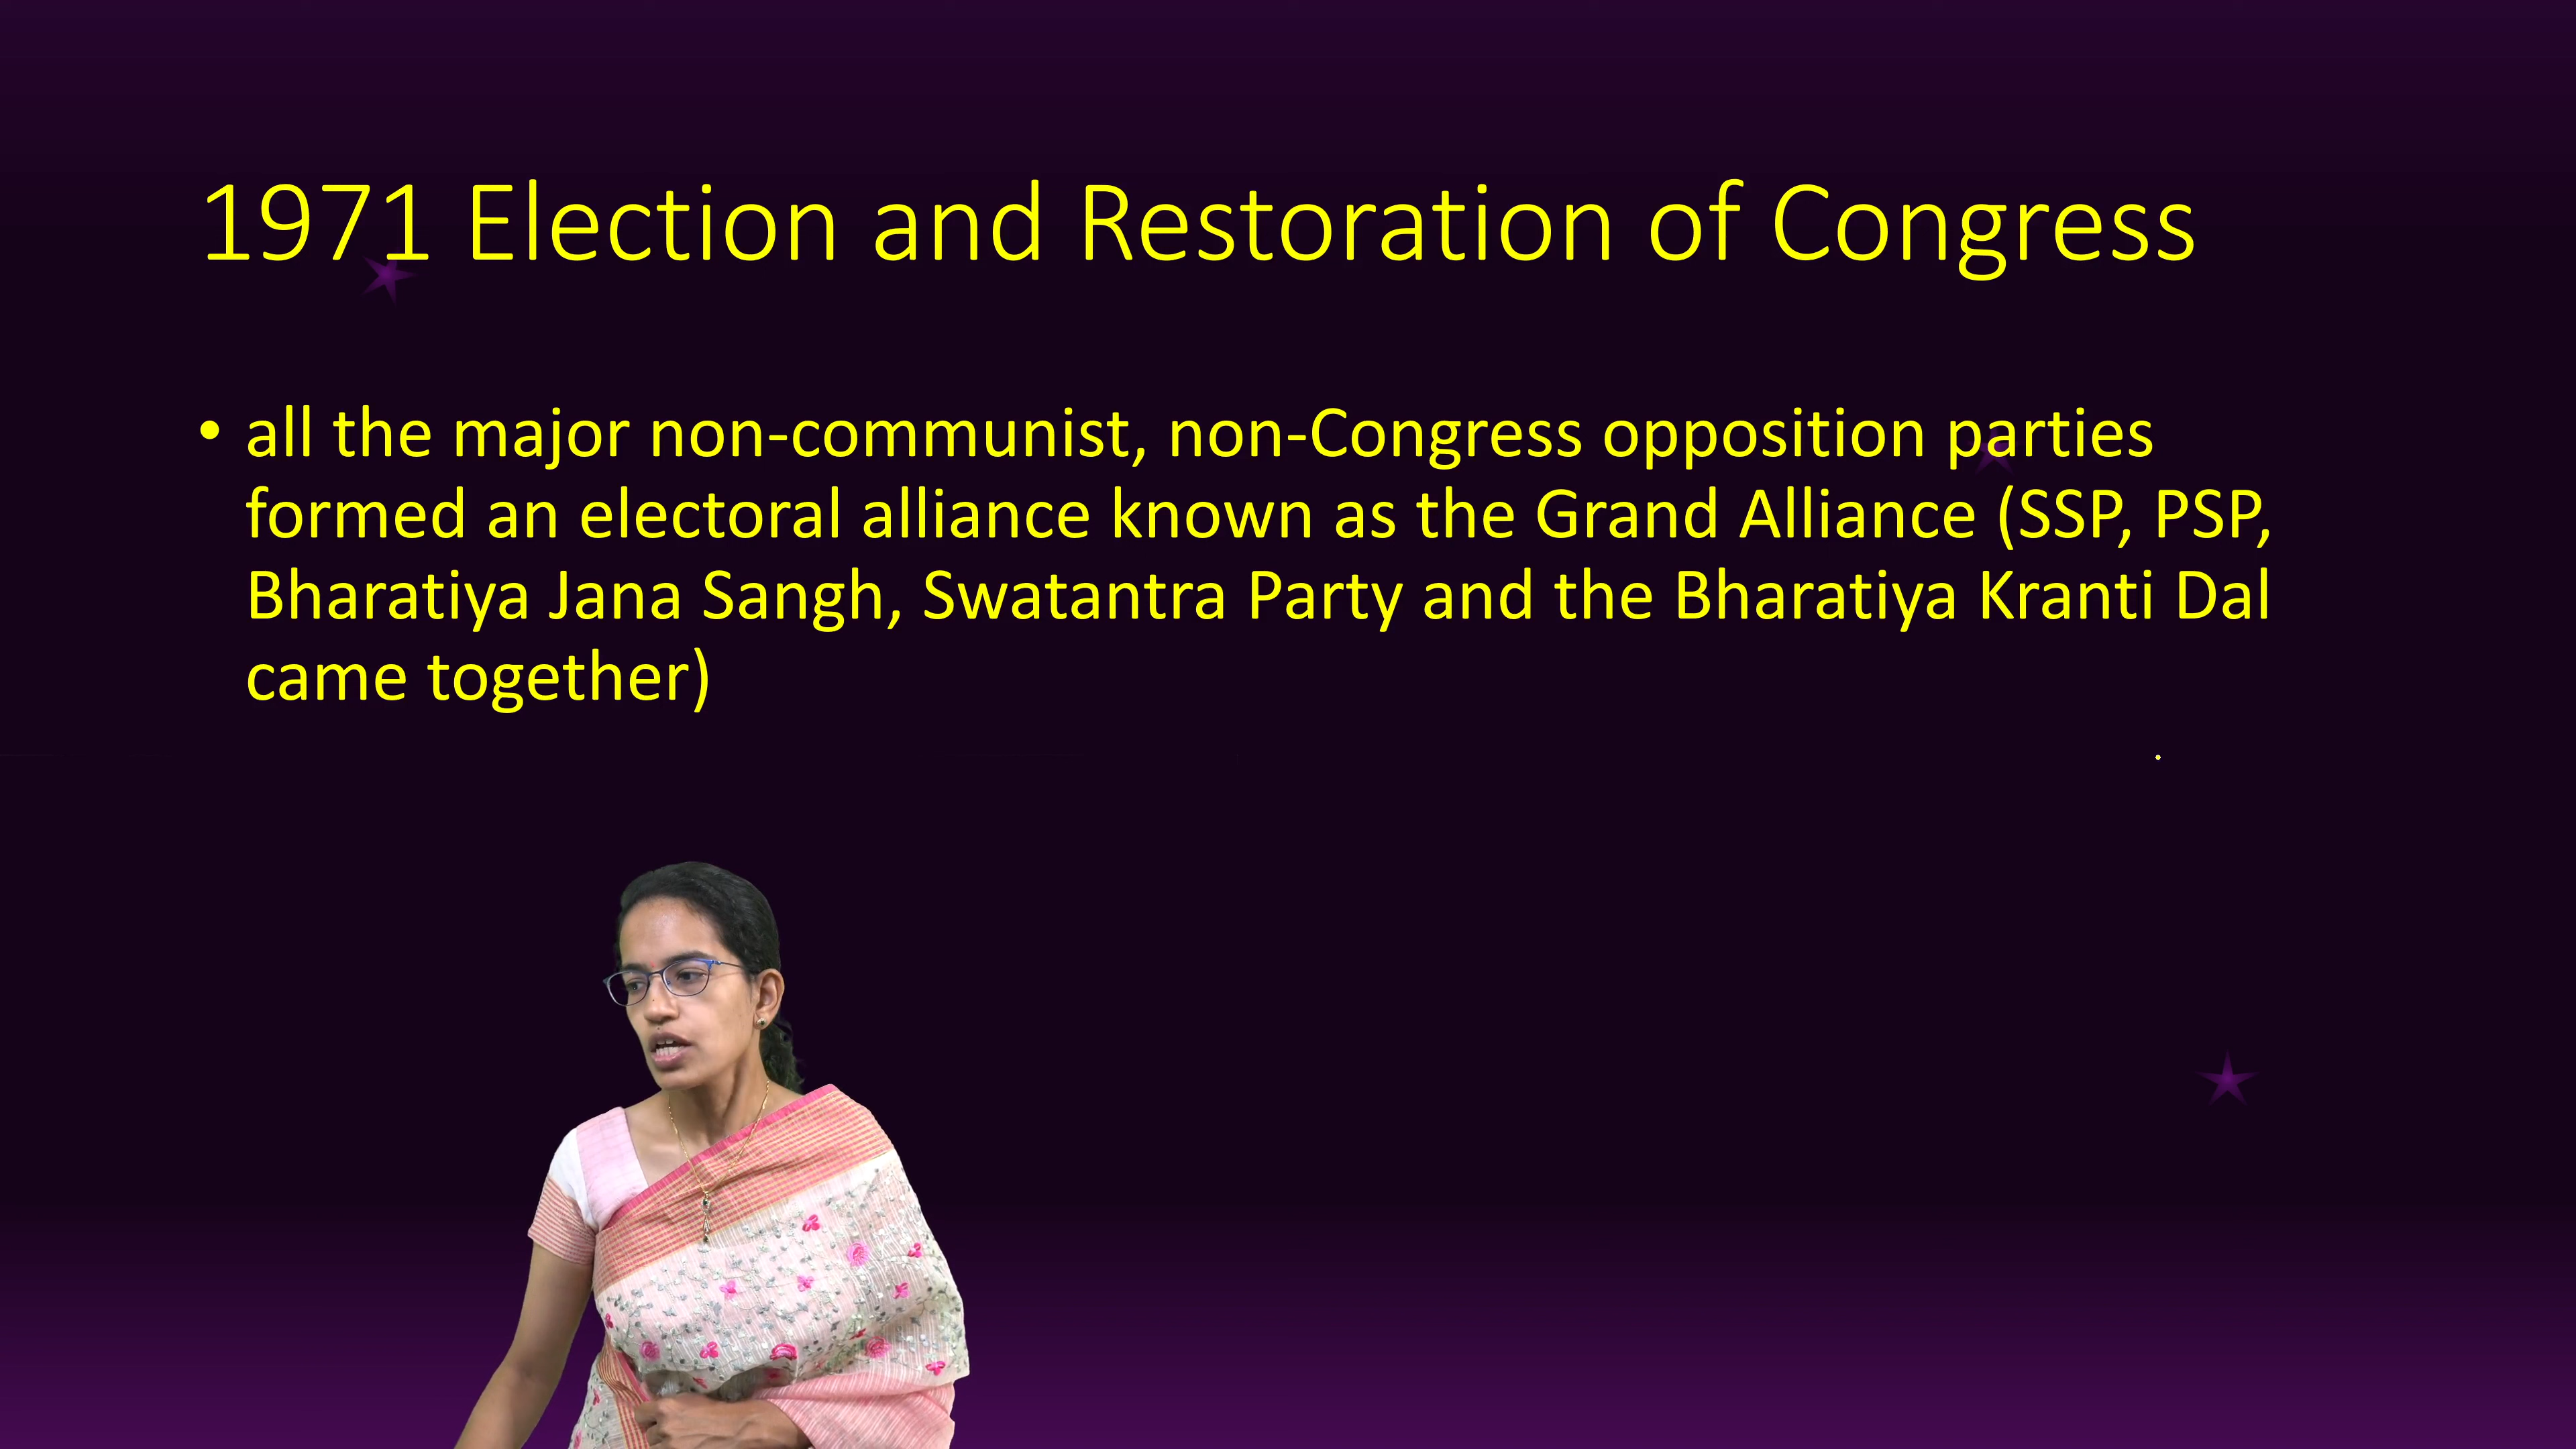 1971 Election and Restoration of Congress
• all the major non-communist, non-Congress opposition parties
formed an electoral alliance known as the Grand Alliance (SSP, PSP,
Bharatiya Jana Sangh, Swatantra Party and the Bharatiya Kranti Dal
came together)